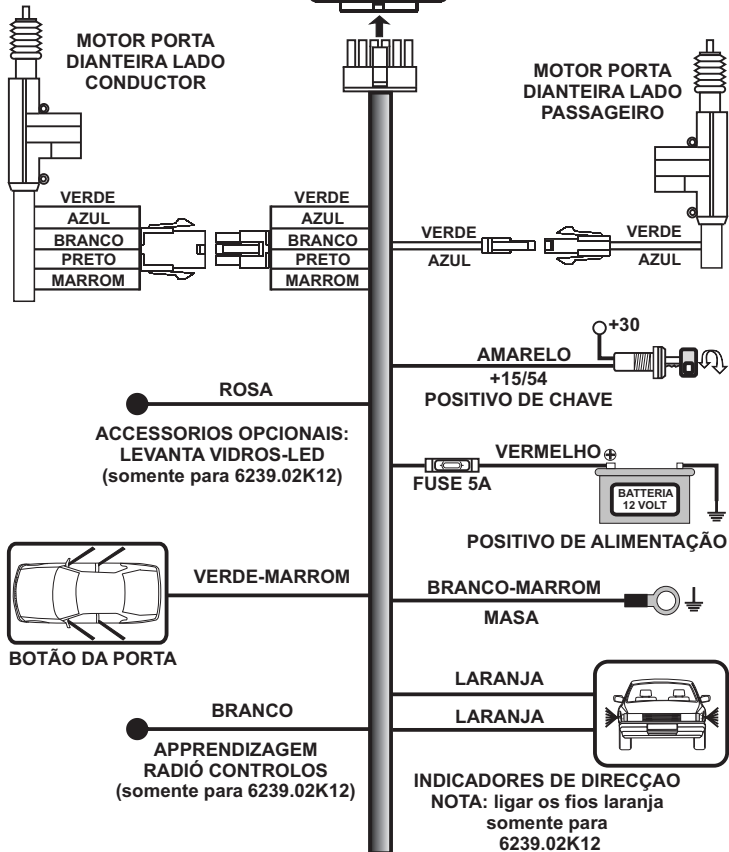 MOTOR PORTA
DIANTEIRA LADO
CONDUCTOR
MOTOR PORTA
DIANTEIRA LADO
PASSAGEIRO
VERDE
AZUL
BRANCO
PRETO
MARROM
VERDE
AZUL
BRANCO
PRETO
MARROM
VERDE
AZUL
VERDE
AZUL
+30
AMARELO
+15/54
POSITIVO DE CHAVE
ROSA
ACCESSORIOS OPCIONAIS:
LEVANTA VIDROS-LED
(somente para 6239.02K12)
VERMELHO
FUSE 5A
BATTERIA
12 VOLT
POSITIVO DE ALIMENTAÇÃO
VERDE-MARROM
BOTÃO DA PORTA
BRANCO-MARROM
MASA
LARANJA
LARANJA
BRANCO
APPRENDIZAGEM
RADIÓ CONTROLOS
(somente para 6239.02K12)
INDICADORES DE DIRECÇAO
NOTA: ligar os fios laranja
somente para
6239.02K12